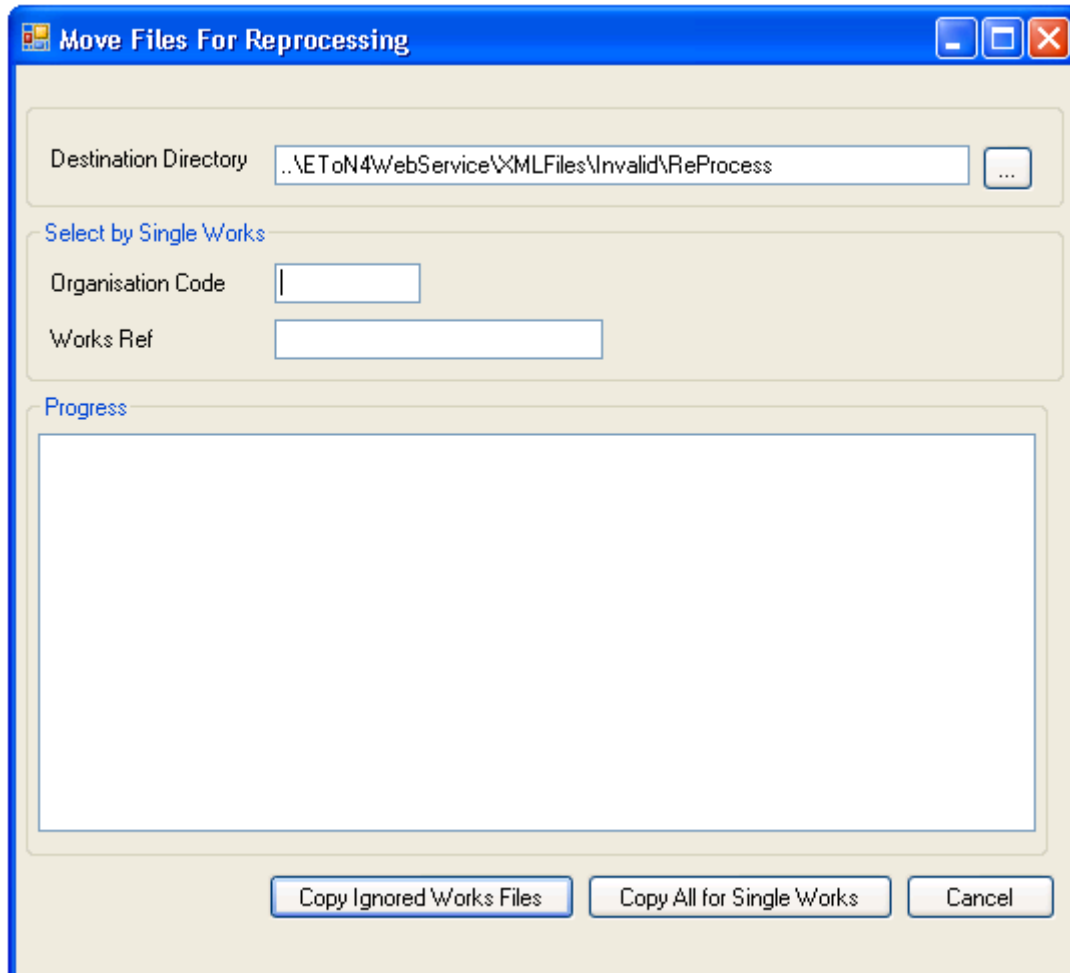 Move Files For Reprocessing
Destination Directory ..\EToN4WebService\XMLFiles\Invalid\ReProcess ...
Select by Single Works
Organisation Code
Works Ref
Progress
Copy Ignored Works Files Copy All for Single Works Cancel